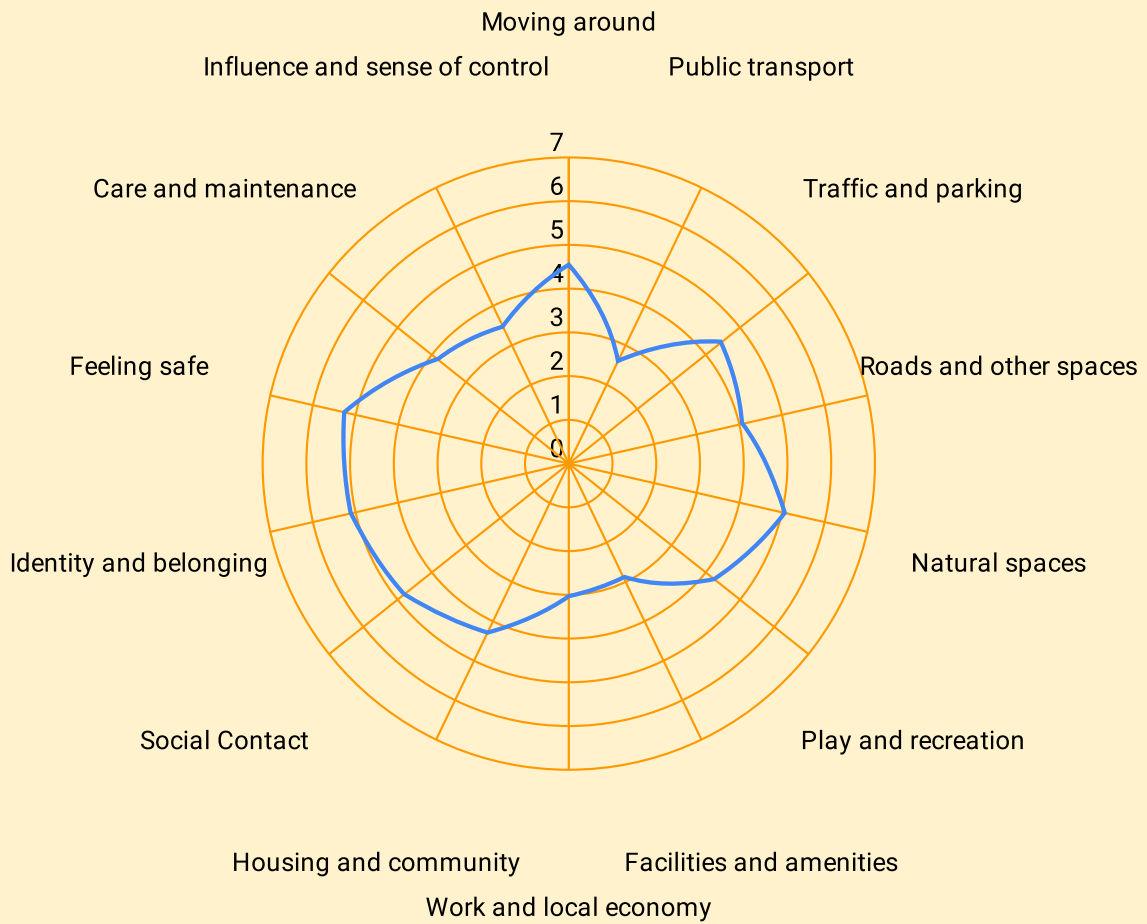 Moving around
Influence and sense of control
Public transport
7
Care and maintenance
6
Traffic and parking
5
4
3
Feeling safe
2
Roads and other spaces
1
0
Identity and belonging
Natural spaces
Social Contact
Play and recreation
Housing and community
Facilities and amenities
Work and local economy